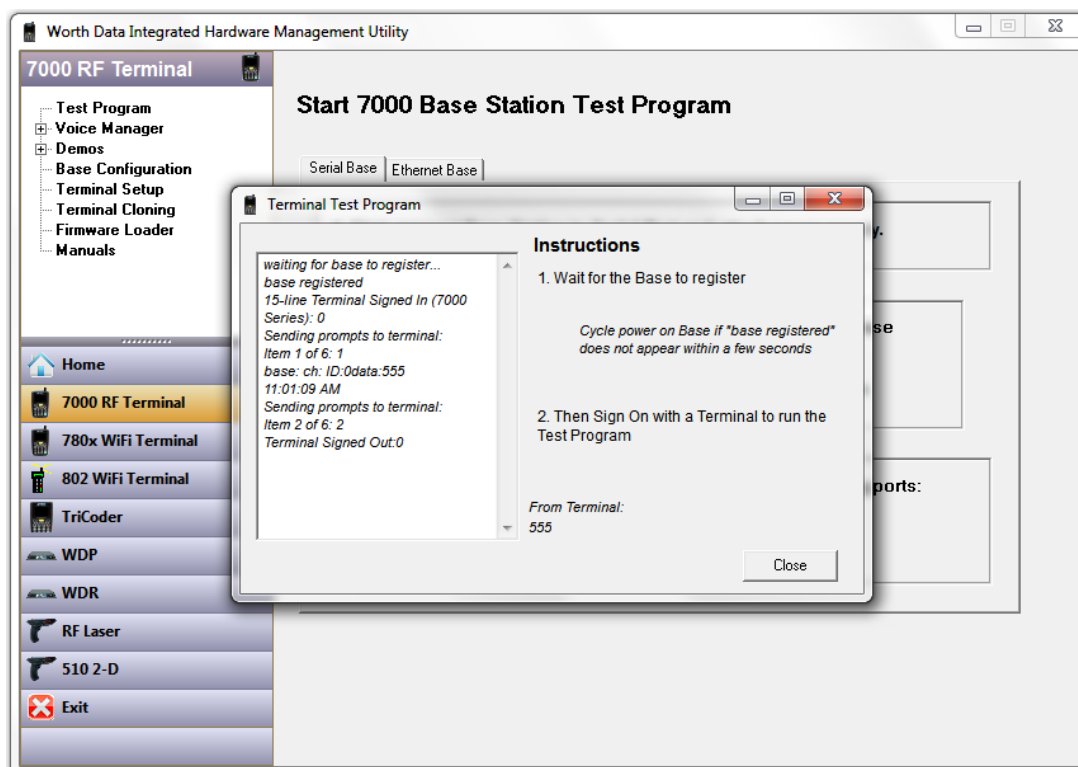 Worth Data Integrated Hardware Management Utility
7000 RF Terminal
Test Program
Voice Manager
Demos
Base Configuration
Terminal Setup
Terminal Cloning
Firmware Loader
Manuals
Home
7000 RF Terminal
780x WiFi Terminal
802 WiFi Terminal
TriCoder
WDP
WDR
RF Laser
510 2-D
Exit
Start 7000 Base Station Test Program
Serial Base
Ethernet Base
Terminal Test Program
waiting for base to register...
base registered
15-line Terminal Signed In (7000
Series): 0
Sending prompts to terminal:
Item 1 of 6: 1
base: ch: ID:0data:555
11:01:09 AM
Sending prompts to terminal:
Item 2 of 6: 2
Terminal Signed Out:0
Instructions
1. Wait for the Base to register
Cycle power on Base if "base registered"
does not appear within a few seconds
2. Then Sign On with a Terminal to run the
Test Program
From Terminal:
555
Close
y.
se
ports: